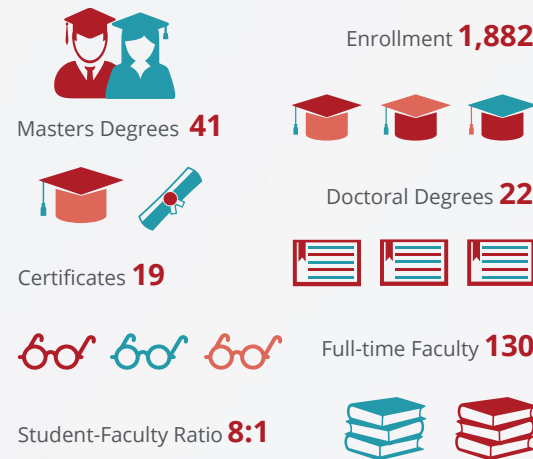 Enrollment 1,882
Masters Degrees 41
Doctoral Degrees 22
Certificates 19
Full-time Faculty 130
Student-Faculty Ratio 8:1